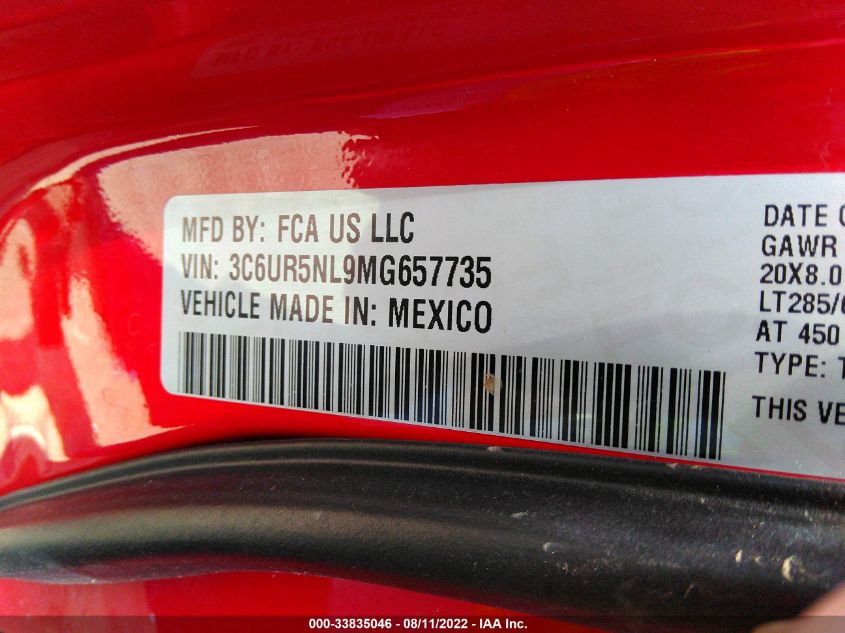 MFD BY: FCA US LLC
VIN: 3C6UR5NL9MG657735
VEHICLE MADE IN: MEXICO
DATE
GAWR
20X8.0
LT285/
AT 450
TYPE:
THIS
000-33835046 - 08/11/2022 - IAA Inc.